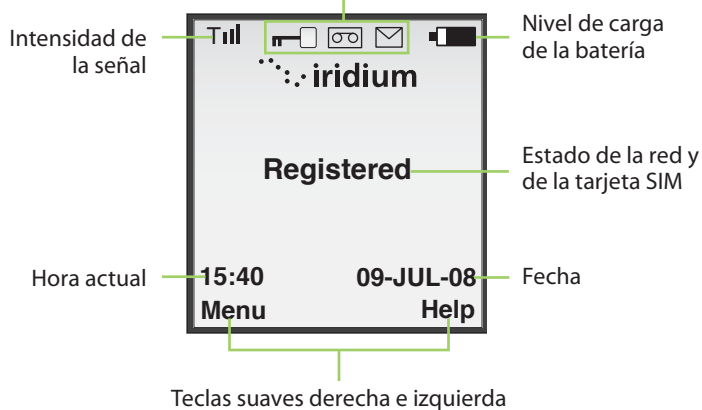 Intensidad de
la señal
Nivel de carga
de la batería
iridium
Registered
Estado de la red y
de la tarjeta SIM
Hora actual
15:40
09-JUL-08
Fecha
Menu
Help
Teclas suaves derecha e izquierda